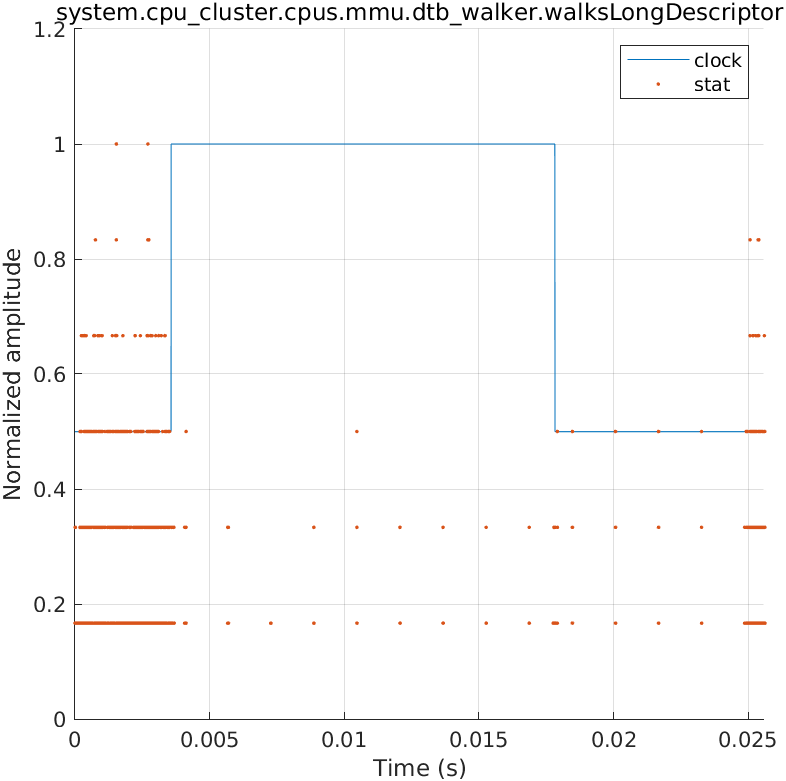 system.cpu_cluster.cpus.mmu.dtb_walker.walksLongDescriptor
1.2
clock
stat
1
0.8
0.6
0.4
0.2
0
Normalized amplitude
0
0.005
0.01
0.015
0.02
0.025
Time (s)